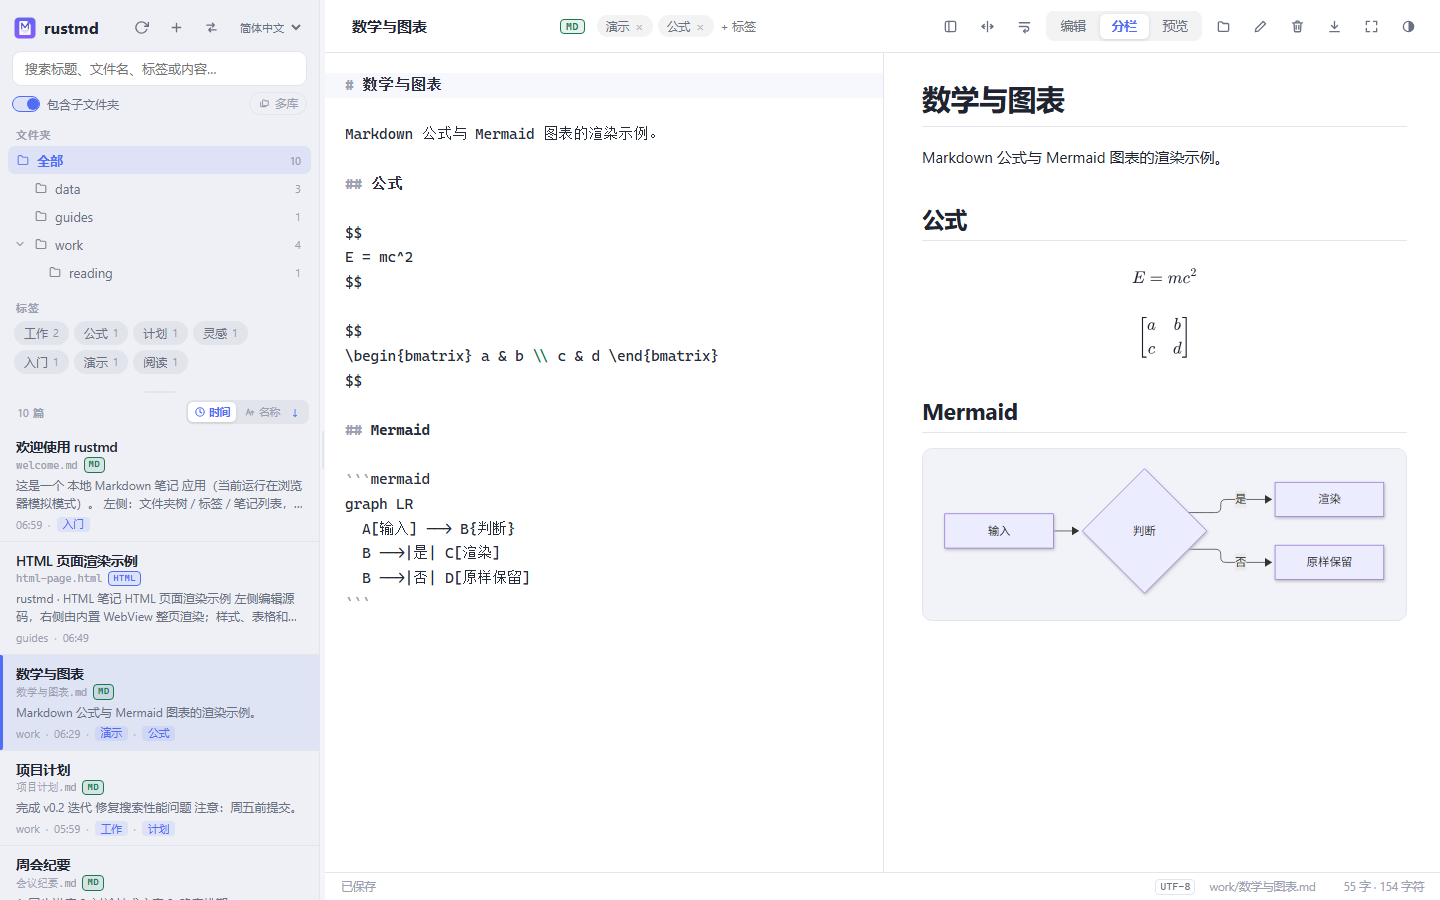 rustmd
简体中文
搜索标题、文件名、标签或内容...
包含子文件夹
多库
文件夹
全部 10
data 3
guides 1
work 4
reading 1
标签
工作 2 公式 1 计划 1 灵感 1
入门 1 演示 1 阅读 1
10 篇 时间 名称 ↓
欢迎使用 rustmd
welcome.md MD
这是一个 本地 Markdown 笔记 应用（当前运行在浏览
器模拟模式）。 左侧：文件夹树 / 标签 / 笔记列表，...
06:59 · 入门
HTML 页面渲染示例
html-page.html HTML
rustmd · HTML 笔记 HTML 页面渲染示例 左侧编辑源
码，右侧由内置 WebView 整页渲染；样式、表格和...
guides · 06:49
数学与图表
数学与图表.md MD
Markdown 公式与 Mermaid 图表的渲染示例。
work · 06:29 · 演示 · 公式
项目计划
项目计划.md MD
完成 v0.2 迭代 修复搜索性能问题 注意：周五前提交。
work · 05:59 · 工作 · 计划
周会纪要
会议纪要.md MD
数学与图表 MD 演示 × 公式 × + 标签
编辑 分栏 预览
# 数学与图表
Markdown 公式与 Mermaid 图表的渲染示例。
## 公式
$$
E = mc^2
$$
$$
\begin{bmatrix} a & b \\ c & d \end{bmatrix}
$$
## Mermaid
```mermaid
graph LR
A[输入] --> B{判断}
B -->|是| C[渲染]
B -->|否| D[原样保留]
```
数学与图表
Markdown 公式与 Mermaid 图表的渲染示例。
公式
E = mc²
a b
c d
Mermaid
输入
判断
是
渲染
否
原样保留
已保存
UTF-8 work/数学与图表.md 55 字 · 154 字符